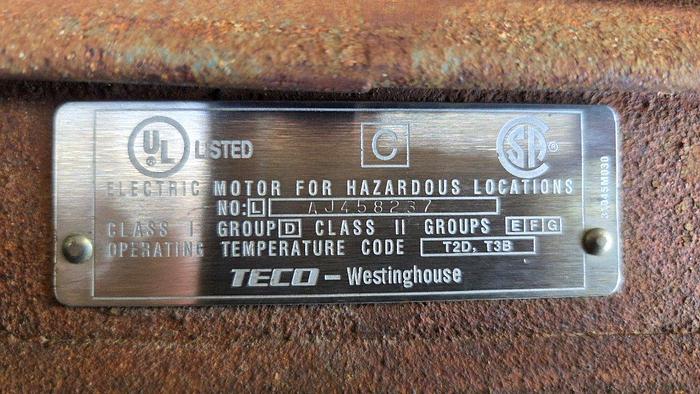 UL ® LISTED C SA ®
ELECTRIC MOTOR FOR HAZARDOUS LOCATIONS
NO: L AJ458237
CLASS I GROUP D CLASS II GROUPS E F G
OPERATING TEMPERATURE CODE T2D, T3B
TECO – Westinghouse